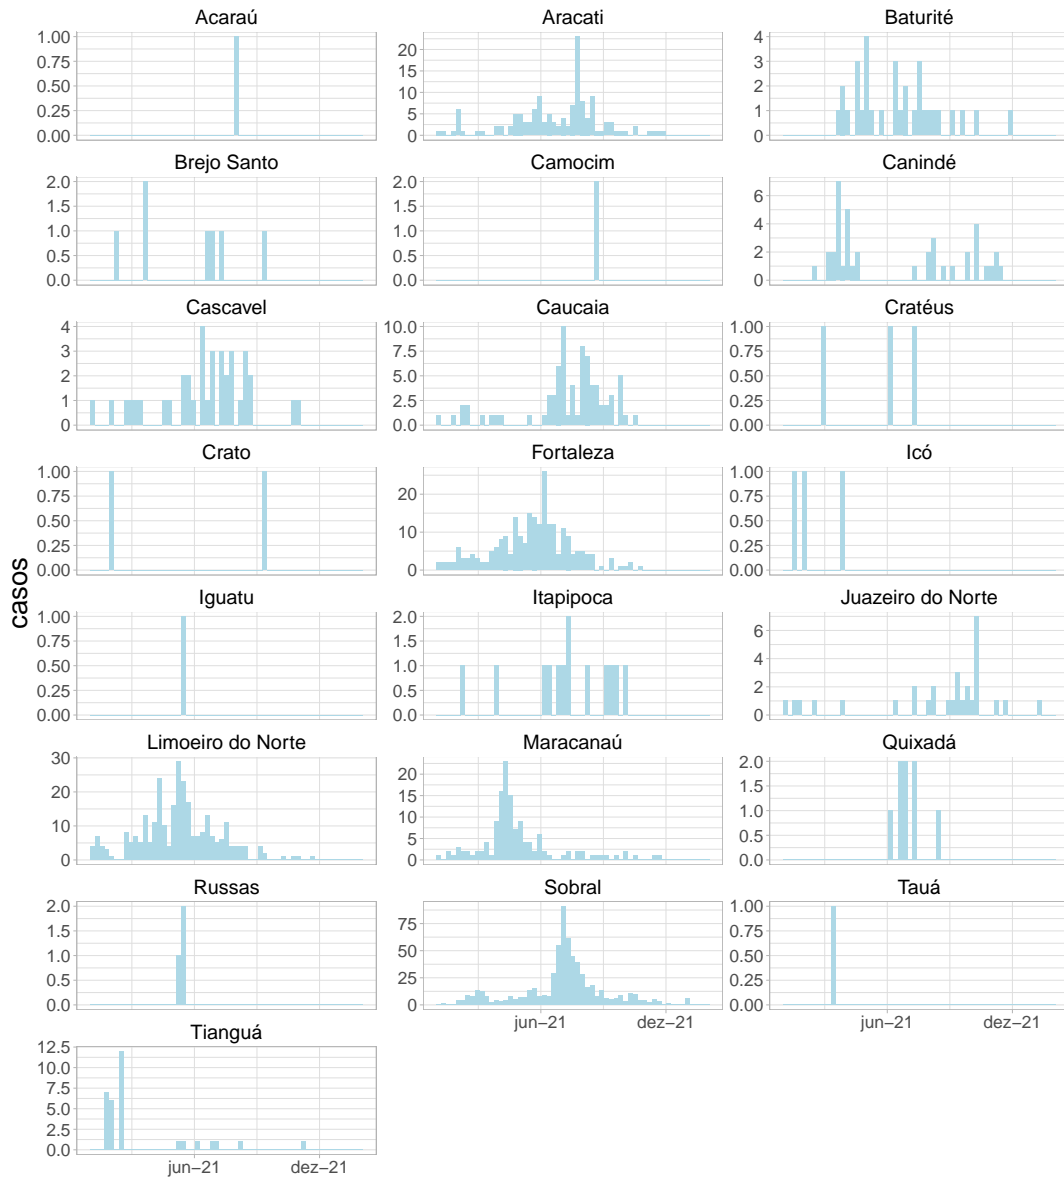 Acaraú Aracati Baturité
1.00 0.75 0.50 0.25 0.00
20 15 10 5 0
4 3 2 1 0
Brejo Santo Camocim Canindé
2.0 1.5 1.0 0.5 0.0
2.0 1.5 1.0 0.5 0.0
6 4 2 0
Cascavel Caucaia Cratéus
4 3 2 1 0
10.0 7.5 5.0 2.5 0.0
1.00 0.75 0.50 0.25 0.00
Crato Fortaleza Icó
1.00 0.75 0.50 0.25 0.00
20 10 0
1.00 0.75 0.50 0.25 0.00
casos
Iguatu Itapipoca Juazeiro do Norte
1.00 0.75 0.50 0.25 0.00
2.0 1.5 1.0 0.5 0.0
6 4 2 0
Limoeiro do Norte Maracanaú Quixadá
30 20 10 0
20 15 10 5 0
2.0 1.5 1.0 0.5 0.0
Russas Sobral Tauá
2.0 1.5 1.0 0.5 0.0
75 50 25 0
1.00 0.75 0.50 0.25 0.00
jun–21 dez–21 jun–21 dez–21
Tianguá
12.5 10.0 7.5 5.0 2.5 0.0
jun–21 dez–21